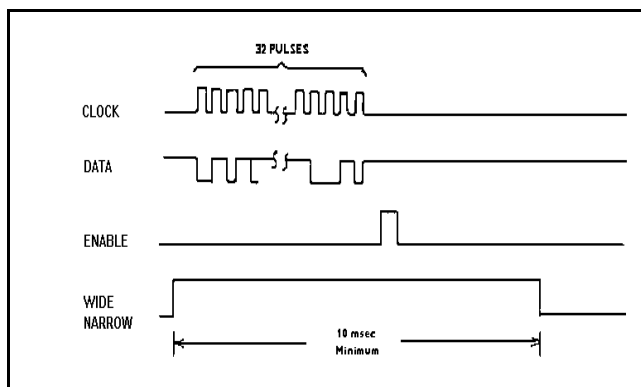 32 PULSES
CLOCK
DATA
ENABLE
WIDE
NARROW
10 msec
Minimum